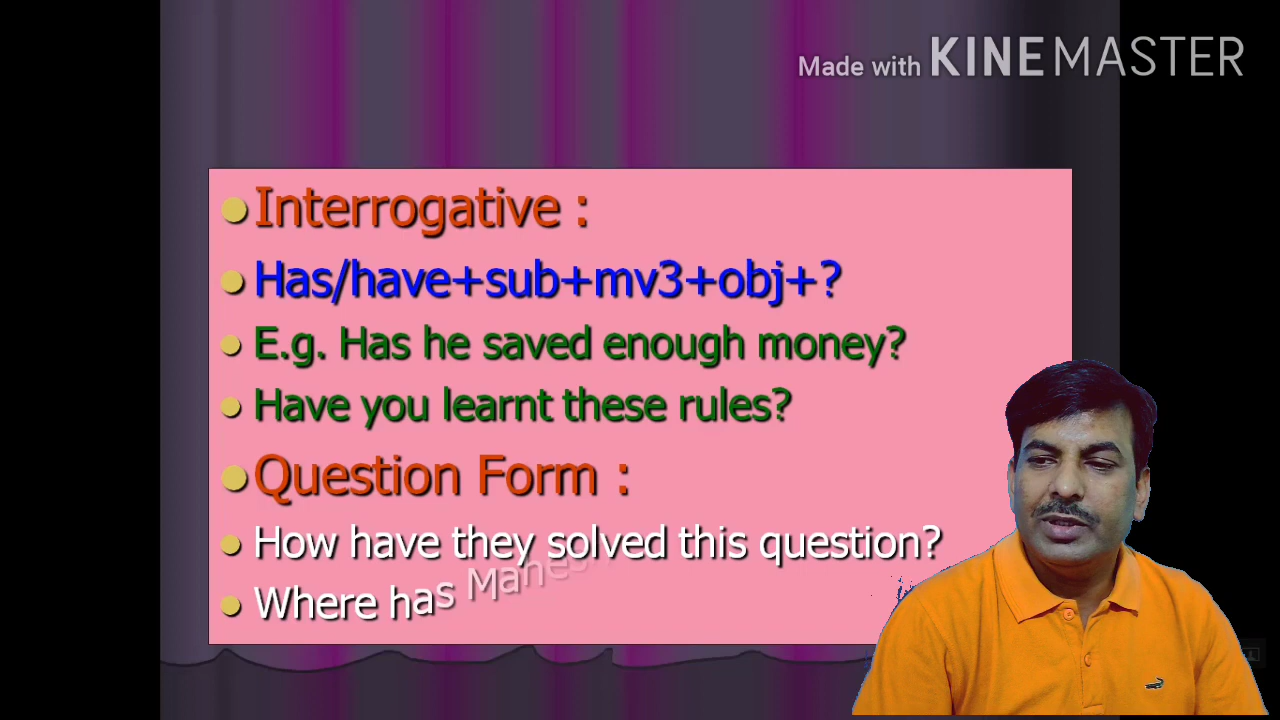 Made with KINEMASTER
Interrogative :
Has/have+sub+mv3+obj+?
E.g. Has he saved enough money?
Have you learnt these rules?
Question Form :
How have they solved this question?
Where has